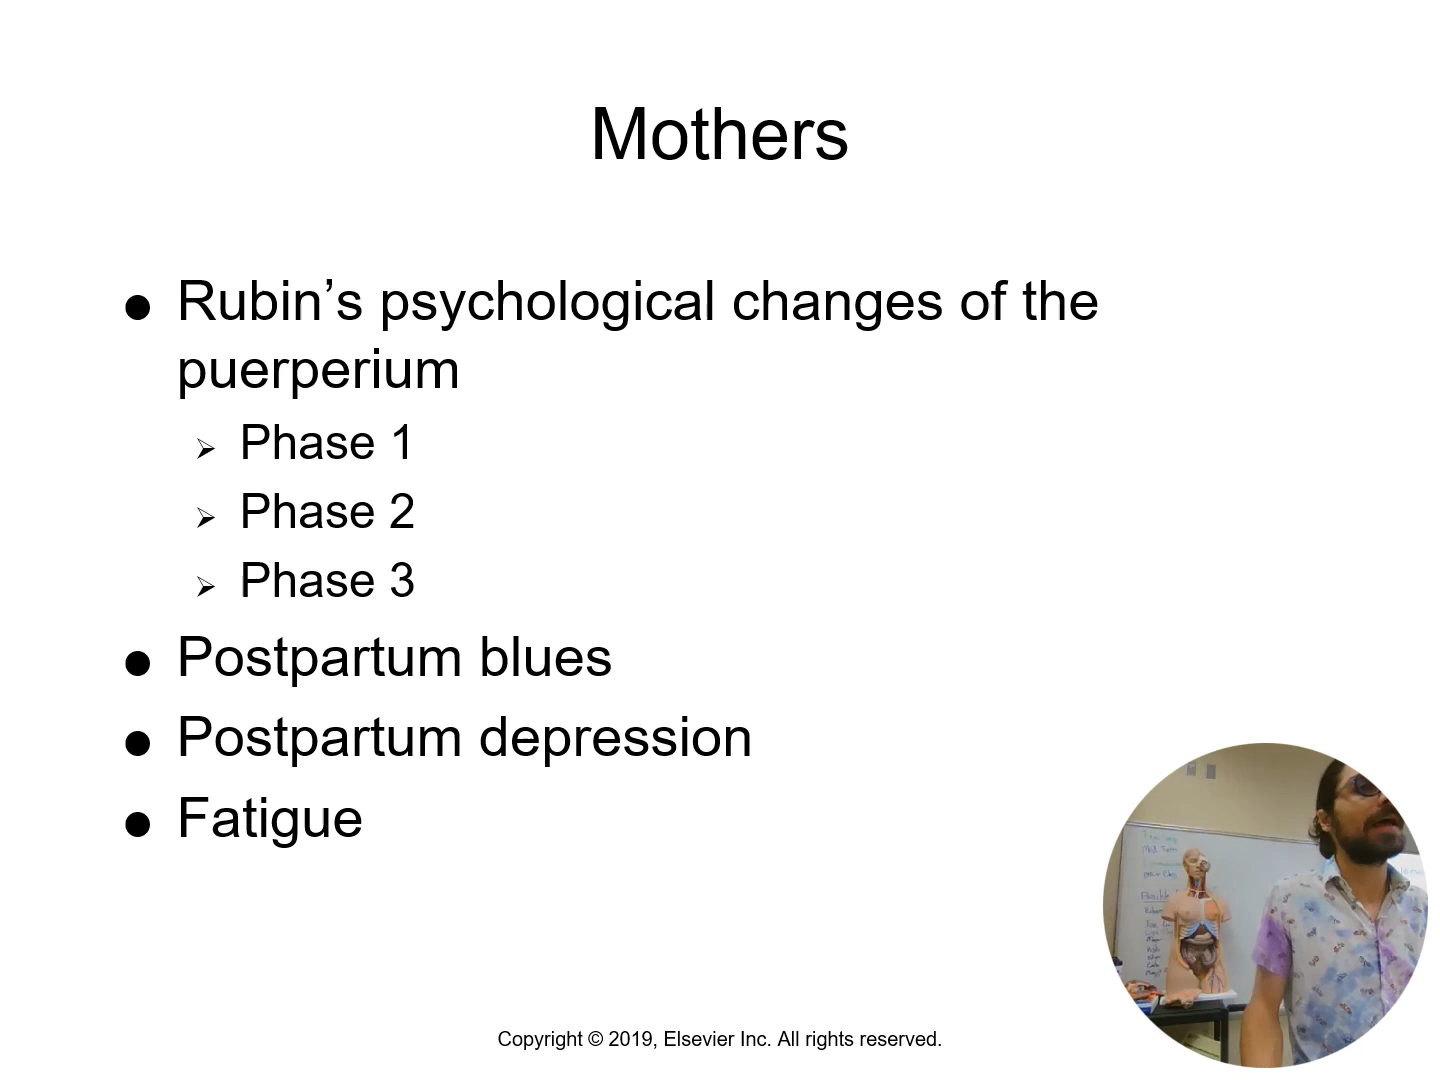 Mothers
● Rubin’s psychological changes of the
puerperium
➢ Phase 1
➢ Phase 2
➢ Phase 3
● Postpartum blues
● Postpartum depression
● Fatigue
Copyright © 2019, Elsevier Inc. All rights reserved.